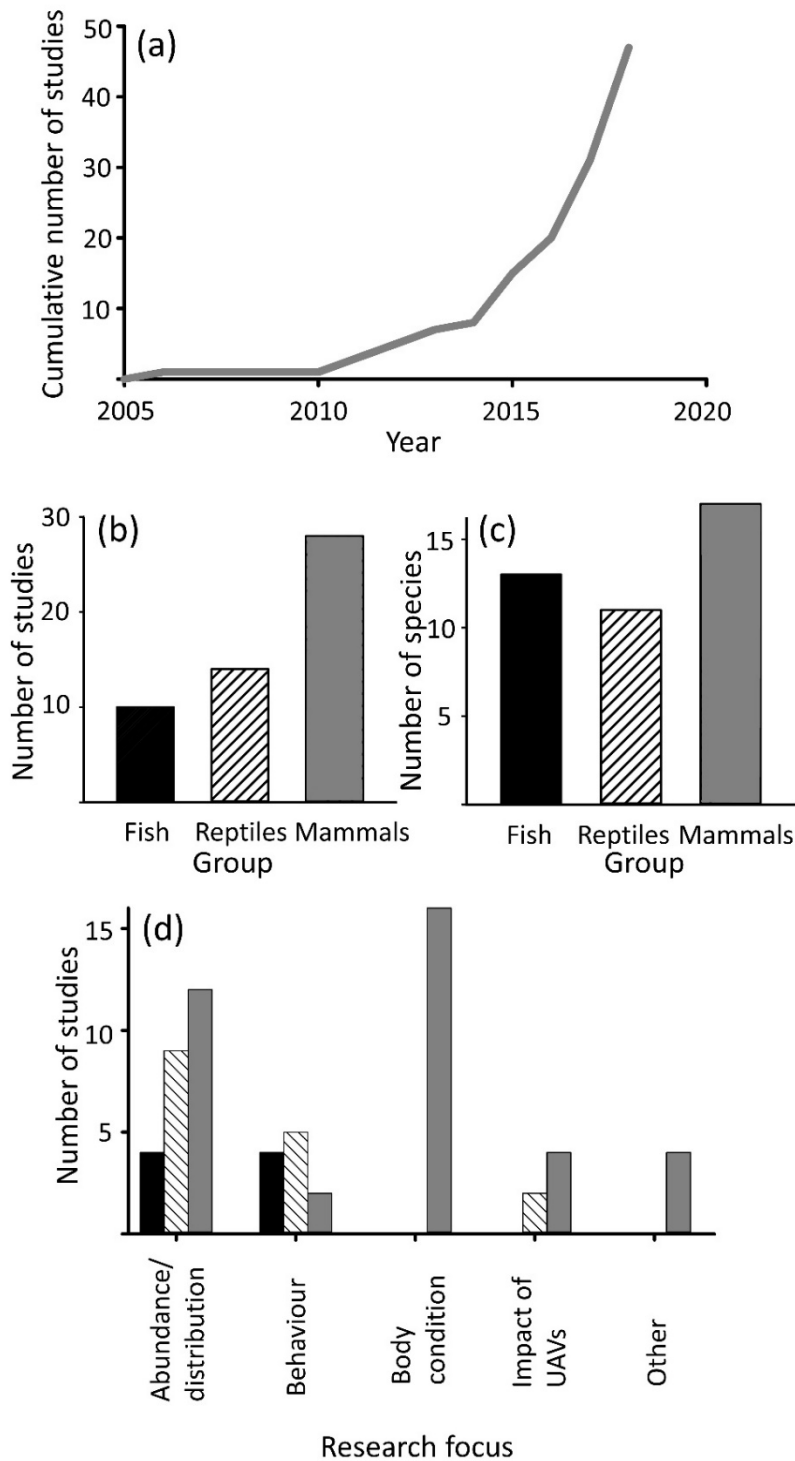 (a)
Cumulative number of studies
50
40
30
20
10
2005
2010
2015
2020
Year
(b)
Number of studies
30
20
10
Fish
Reptiles
Mammals
Group
(c)
Number of species
15
10
5
Fish
Reptiles
Mammals
Group
(d)
Number of studies
15
10
5
Abundance/
distribution
Behaviour
Body
condition
Impact of
UAVs
Other
Research focus